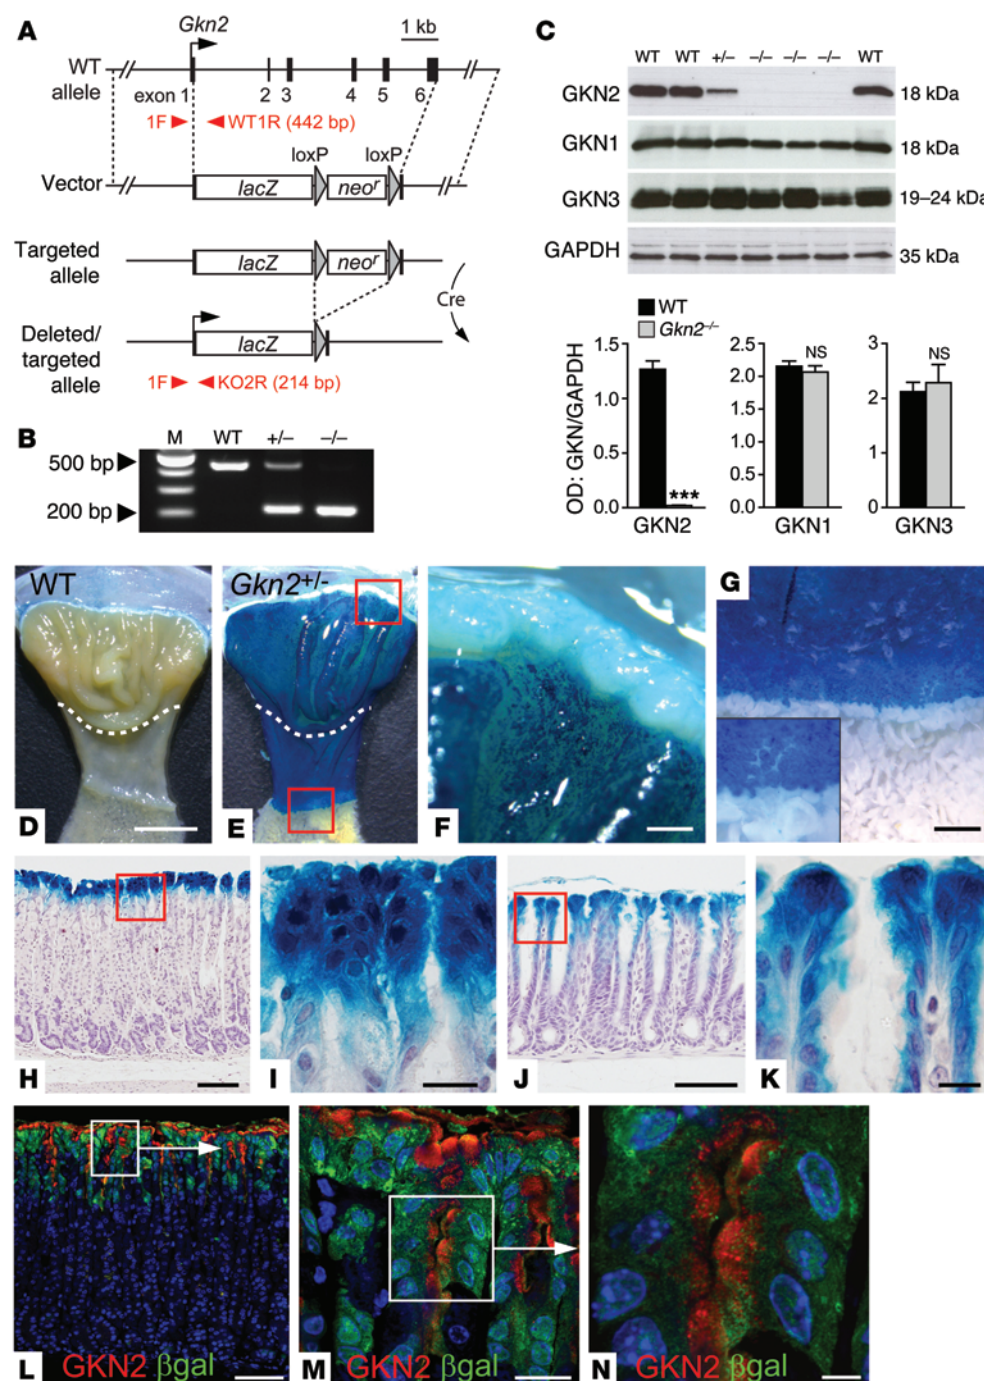 A
Gkn2
1 kb
WT allele
exon 1 2 3 4 5 6
1F WT1R (442 bp)
loxP loxP
Vector
lacZ neoʳ
Targeted allele
lacZ neoʳ
Cre
Deleted/targeted allele
lacZ
1F KO2R (214 bp)
B
M WT +/– –/–
500 bp
200 bp
C
WT WT +/– –/– –/– –/– WT
GKN2 18 kDa
GKN1 18 kDa
GKN3 19–24 kDa
GAPDH 35 kDa
WT
Gkn2–/–
OD: GKN/GAPDH
1.5
1.0
0.5
0.0
***
GKN2
2.5
2.0
1.5
1.0
0.5
0.0
NS
GKN1
3
2
1
0
NS
GKN3
WT
D
Gkn2+/-
E
F
G
H
I
J
K
L
GKN2 βgal
M
GKN2 βgal
N
GKN2 βgal